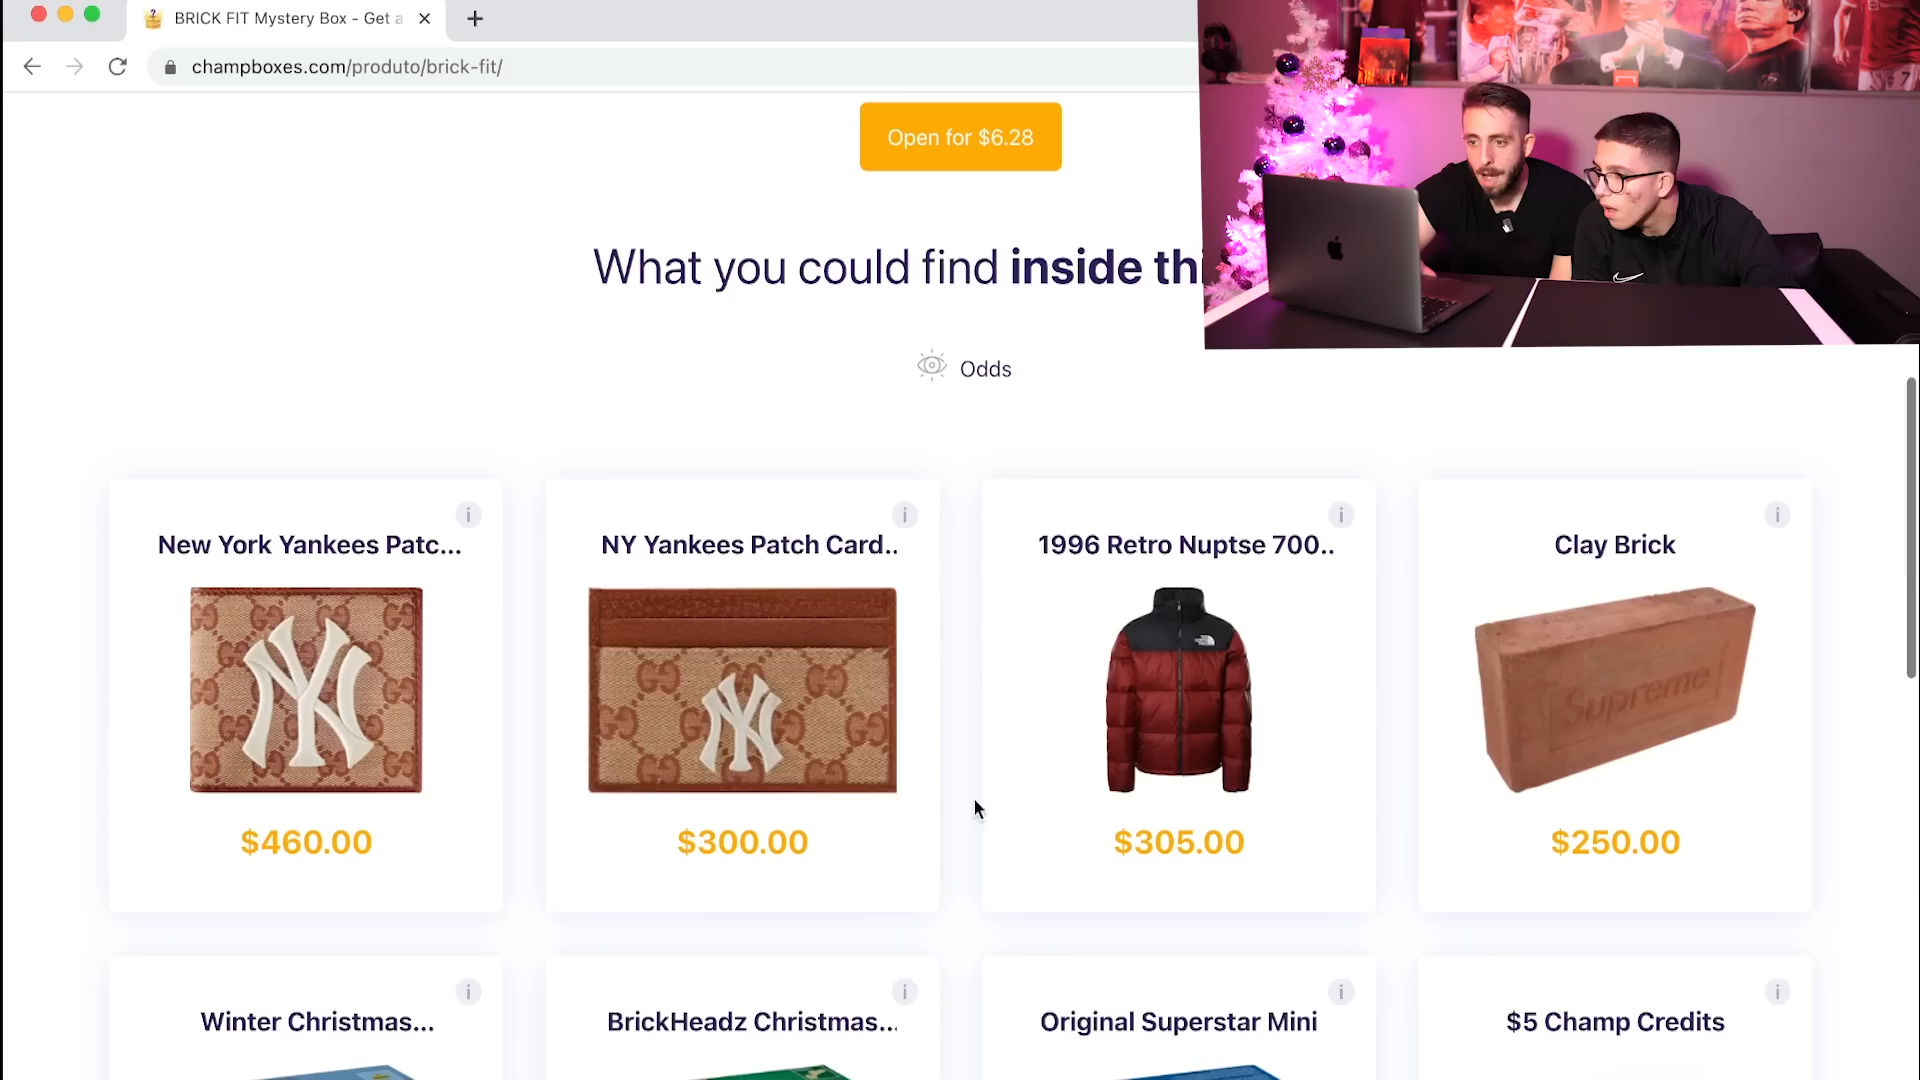 BRICK FIT Mystery Box - Get a
champboxes.com/produto/brick-fit/
Open for $6.28
What you could find inside thi
Odds
New York Yankees Patc...
NY Yankees Patch Card..
1996 Retro Nuptse 700..
Clay Brick
Supreme
$460.00
$300.00
$305.00
$250.00
Winter Christmas...
BrickHeadz Christmas...
Original Superstar Mini
$5 Champ Credits